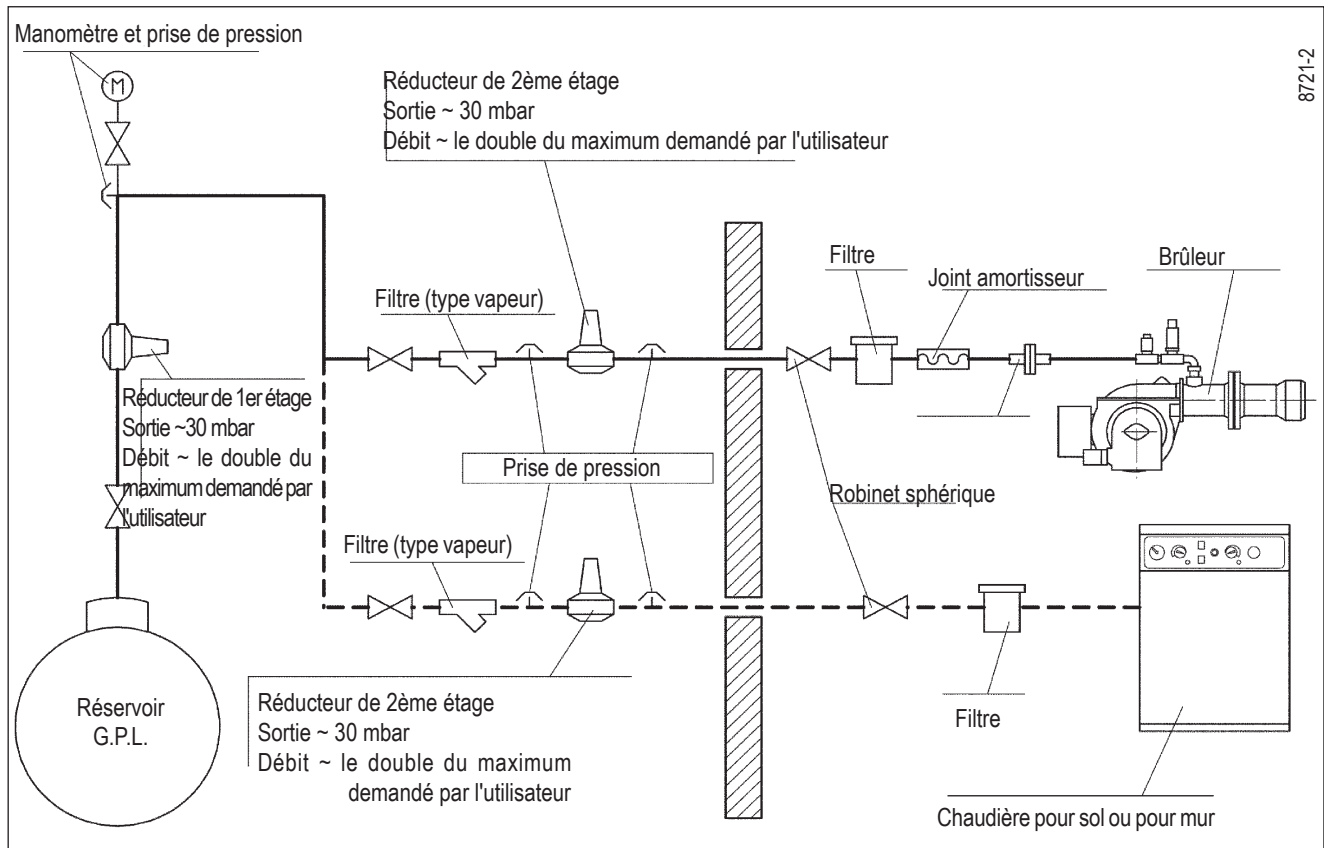 Manomètre et prise de pression
M
8721-2
Réducteur de 2ème étage
Sortie ~ 30 mbar
Débit ~ le double du maximum demandé par l'utilisateur
Filtre
Brûleur
Joint amortisseur
Filtre (type vapeur)
Réducteur de 1er étage
Sortie ~30 mbar
Débit ~ le double du
maximum demandé par
l'utilisateur
Prise de pression
Robinet sphérique
Filtre (type vapeur)
Réservoir
G.P.L.
Réducteur de 2ème étage
Sortie ~ 30 mbar
Débit ~ le double du maximum
demandé par l'utilisateur
Filtre
Chaudière pour sol ou pour mur